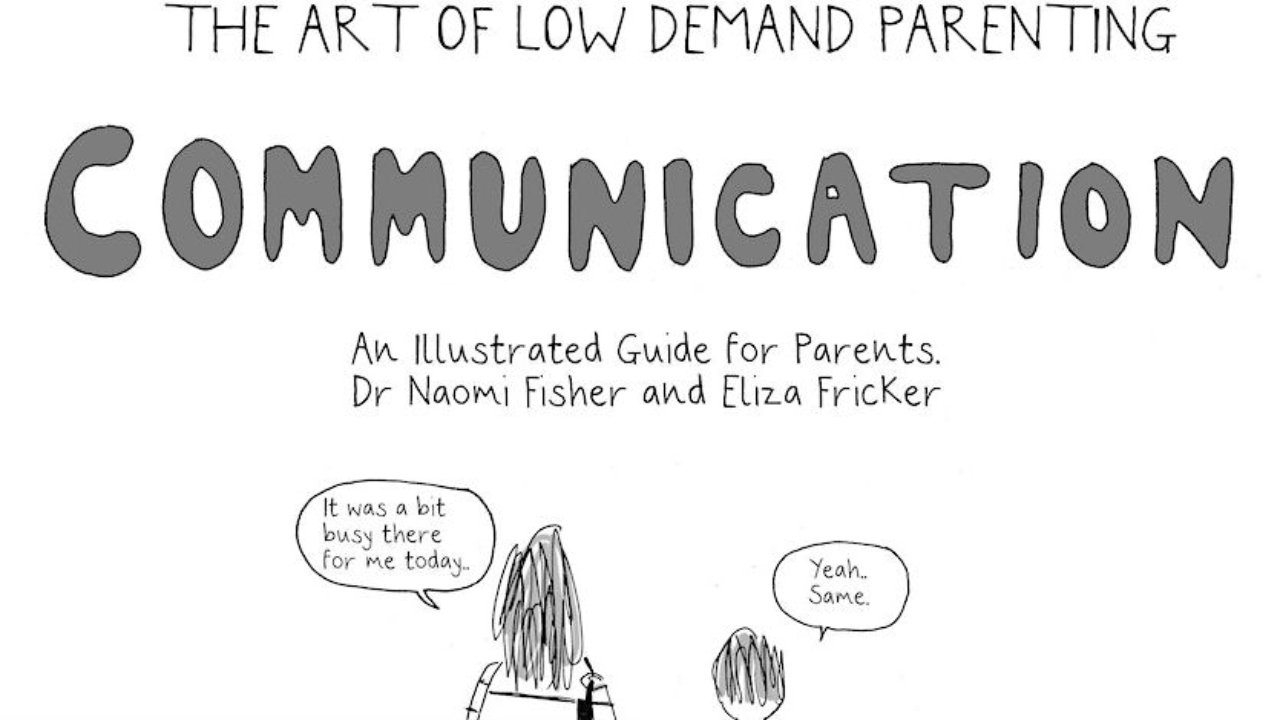 THE ART OF LOW DEMAND PARENTING
COMMUNICATION
An Illustrated Guide for Parents.
Dr Naomi Fisher and Eliza Fricker
It was a bit
busy there
for me today..
Yeah..
Same.